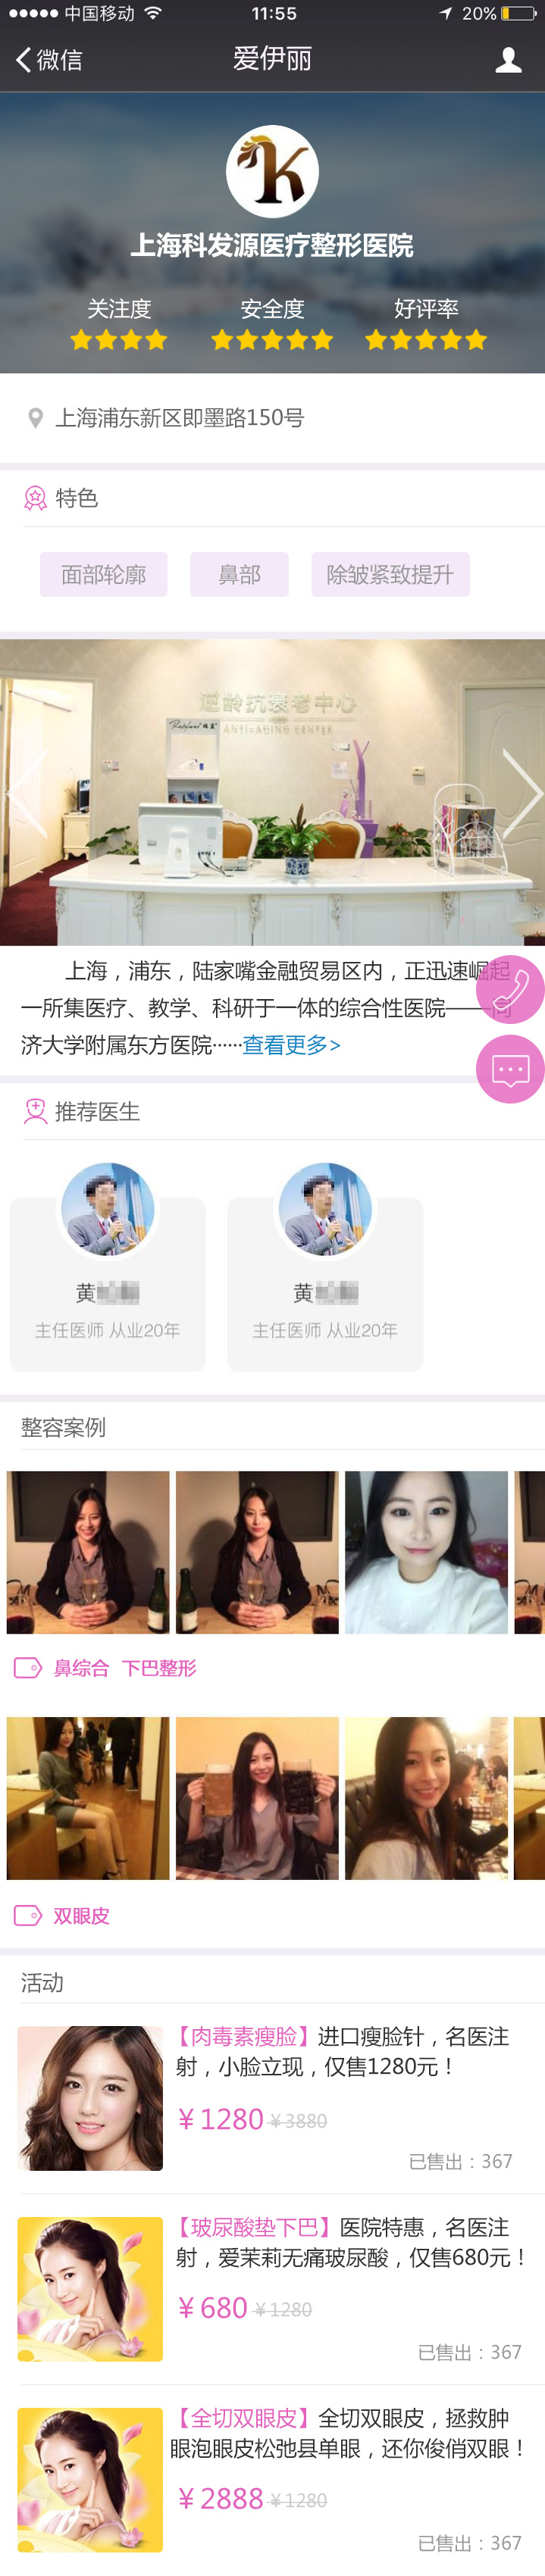 中国移动 11:55 20%
微信 爱伊丽
K
上海科发源医疗整形医院
关注度 安全度 好评率
上海浦东新区即墨路150号
特色
面部轮廓 鼻部 除皱紧致提升
逆龄抗衰老中心
ANTI-AGING CENTER
上海，浦东，陆家嘴金融贸易区内，正迅速崛起
一所集医疗、教学、科研于一体的综合性医院——同
济大学附属东方医院······查看更多>
推荐医生
黄 黄
主任医师 从业20年 主任医师 从业20年
整容案例
鼻综合 下巴整形
双眼皮
活动
【肉毒素瘦脸】进口瘦脸针，名医注
射，小脸立现，仅售1280元！
¥1280 ¥3880
已售出：367
【玻尿酸垫下巴】医院特惠，名医注
射，爱茉莉无痛玻尿酸，仅售680元！
¥680 ¥1280
已售出：367
【全切双眼皮】全切双眼皮，拯救肿
眼泡眼皮松弛县单眼，还你俊俏双眼！
¥2888 ¥1280
已售出：367